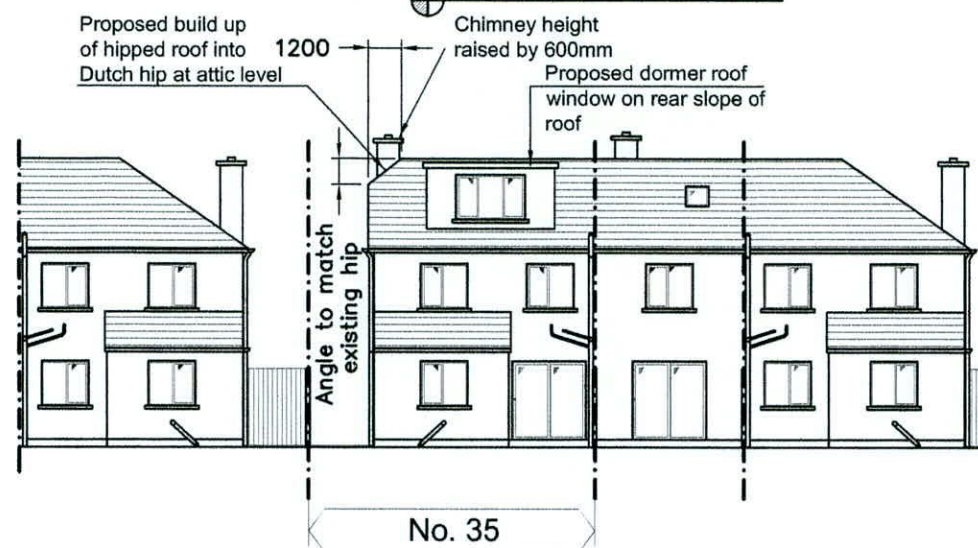 Proposed build up
of hipped roof into
Dutch hip at attic level
1200
Chimney height
raised by 600mm
Proposed dormer roof
window on rear slope of
roof
Angle to match
existing hip
No. 35